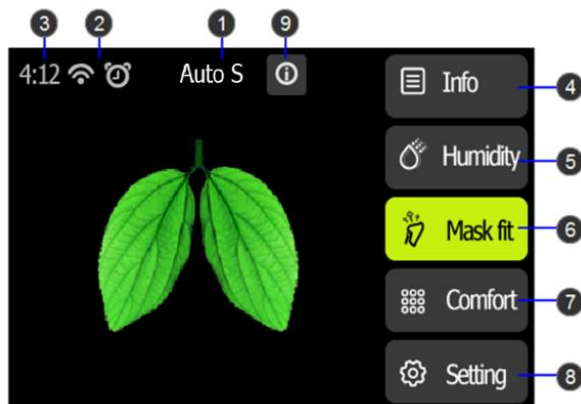 3 2 1 9
4:12 Auto S
Info 4
Humidity 5
Mask fit 6
Comfort 7
Setting 8